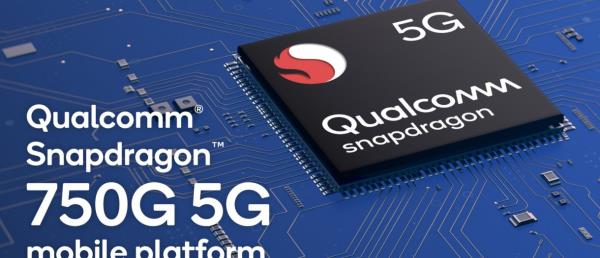 5G
Qualcomm
snapdragon
Qualcomm®
Snapdragon™
750G 5G
mobile platform